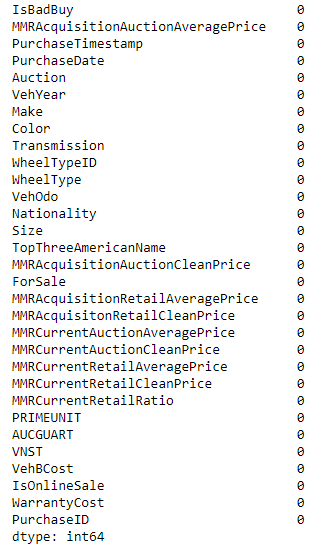 IsBadBuy 0
MMRAcquisitionAuctionAveragePrice 0
PurchaseTimestamp 0
PurchaseDate 0
Auction 0
VehYear 0
Make 0
Color 0
Transmission 0
WheelTypeID 0
WheelType 0
VehOdo 0
Nationality 0
Size 0
TopThreeAmericanName 0
MMRAcquisitionAuctionCleanPrice 0
ForSale 0
MMRAcquisitionRetailAveragePrice 0
MMRAcquisitonRetailCleanPrice 0
MMRCurrentAuctionAveragePrice 0
MMRCurrentAuctionCleanPrice 0
MMRCurrentRetailAveragePrice 0
MMRCurrentRetailCleanPrice 0
MMRCurrentRetailRatio 0
PRIMEUNIT 0
AUCGUART 0
VNST 0
VehBCost 0
IsOnlineSale 0
WarrantyCost 0
PurchaseID 0
dtype: int64